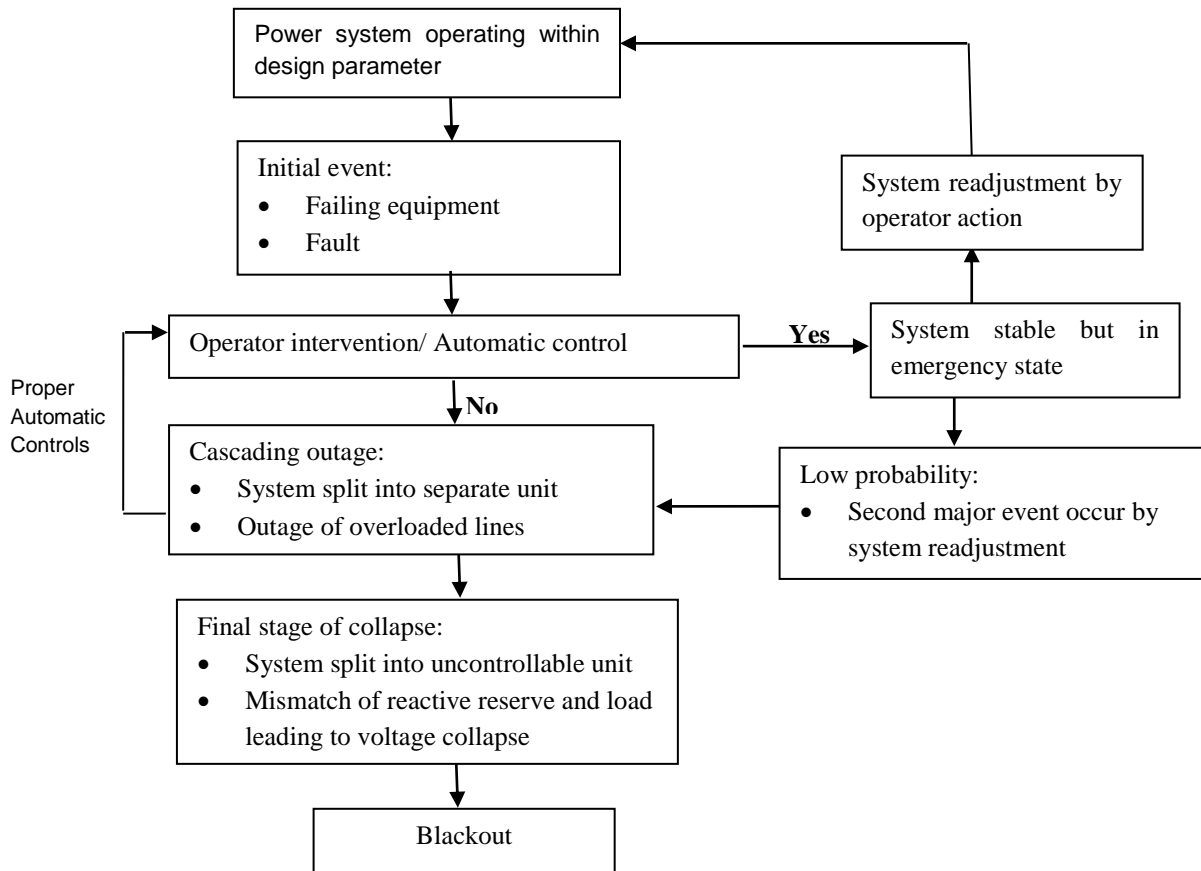 Power system operating within
design parameter
Initial event:
• Failing equipment
• Fault
System readjustment by
operator action
Operator intervention/ Automatic control
Yes
System stable but in
emergency state
No
Proper
Automatic
Controls
Cascading outage:
• System split into separate unit
• Outage of overloaded lines
Low probability:
• Second major event occur by
system readjustment
Final stage of collapse:
• System split into uncontrollable unit
• Mismatch of reactive reserve and load
leading to voltage collapse
Blackout